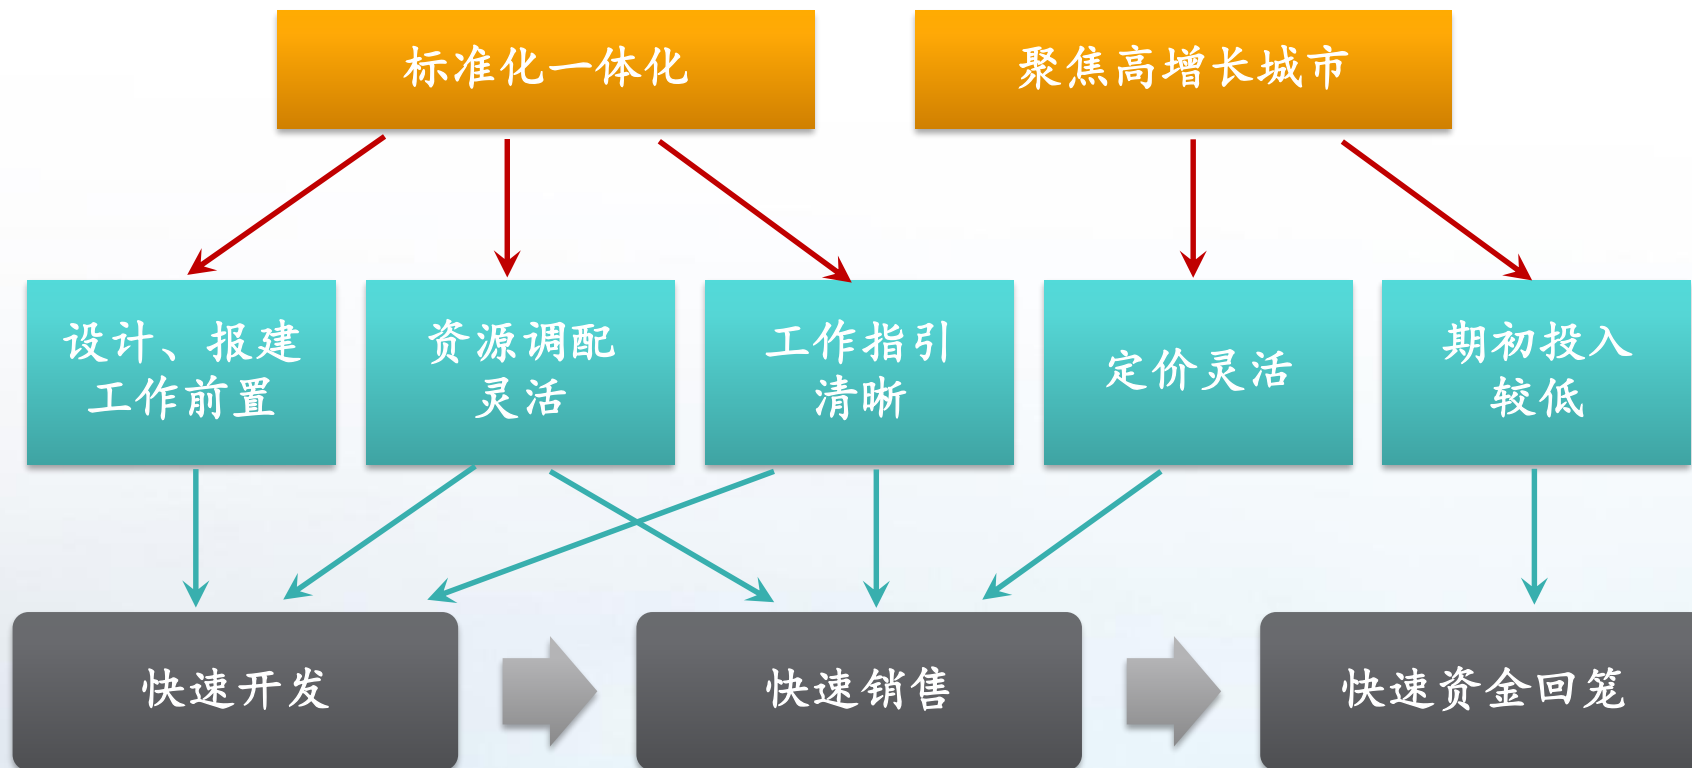 标准化一体化
聚焦高增长城市
设计、报建
工作前置
资源调配
灵活
工作指引
清晰
定价灵活
期初投入
较低
快速开发
快速销售
快速资金回笼